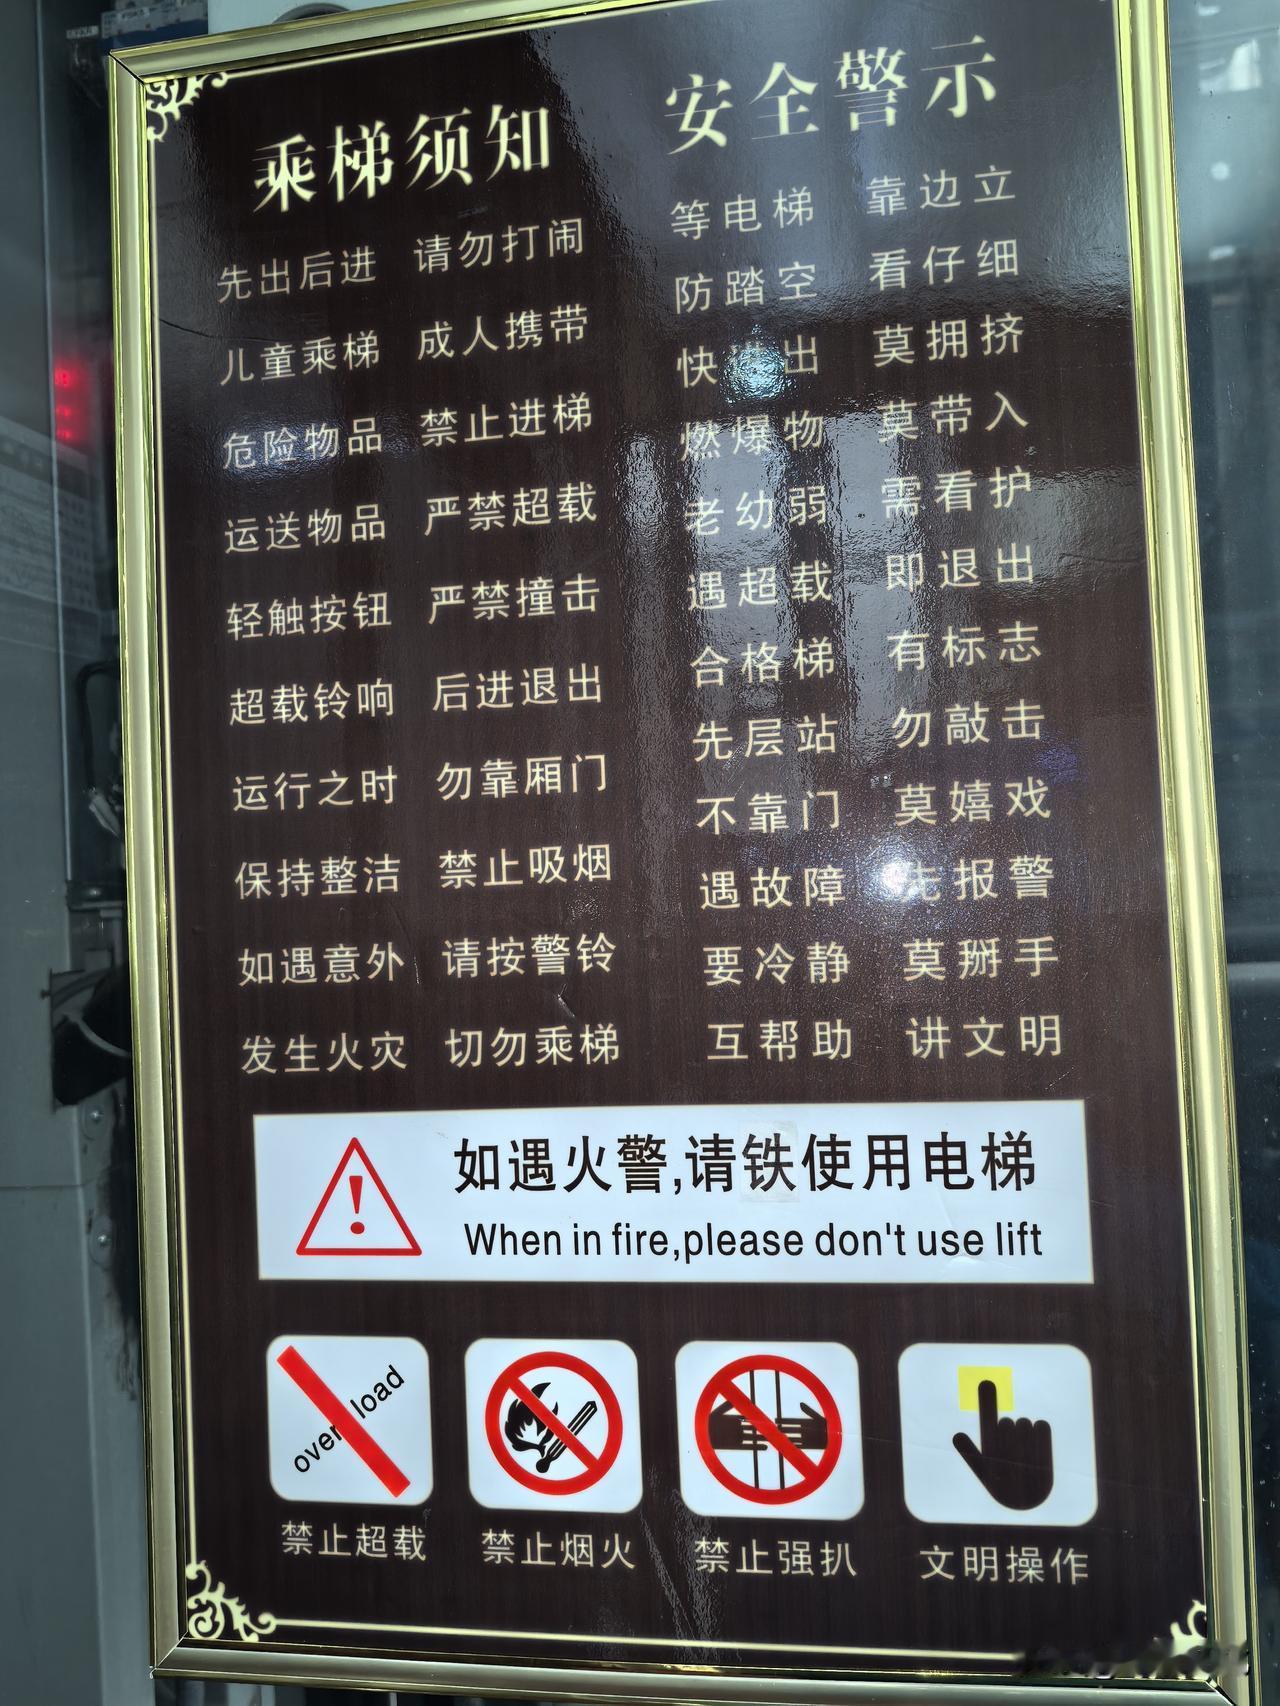 乘梯须知
先出后进 请勿打闹
儿童乘梯 成人携带
危险物品 禁止进梯
运送物品 严禁超载
轻触按钮 严禁撞击
超载铃响 后进退出
运行之时 勿靠厢门
保持整洁 禁止吸烟
如遇意外 请按警铃
发生火灾 切勿乘梯
安全警示
等电梯 靠边立
防踏空 看仔细
快进出 莫拥挤
燃爆物 莫带入
老幼弱 需看护
遇超载 即退出
合格梯 有标志
先层站 勿敲击
不靠门 莫嬉戏
遇故障 先报警
要冷静 莫掰手
互帮助 讲文明
如遇火警,请铁使用电梯
When in fire,please don't use lift
over load
禁止超载
禁止烟火
禁止强扒
文明操作